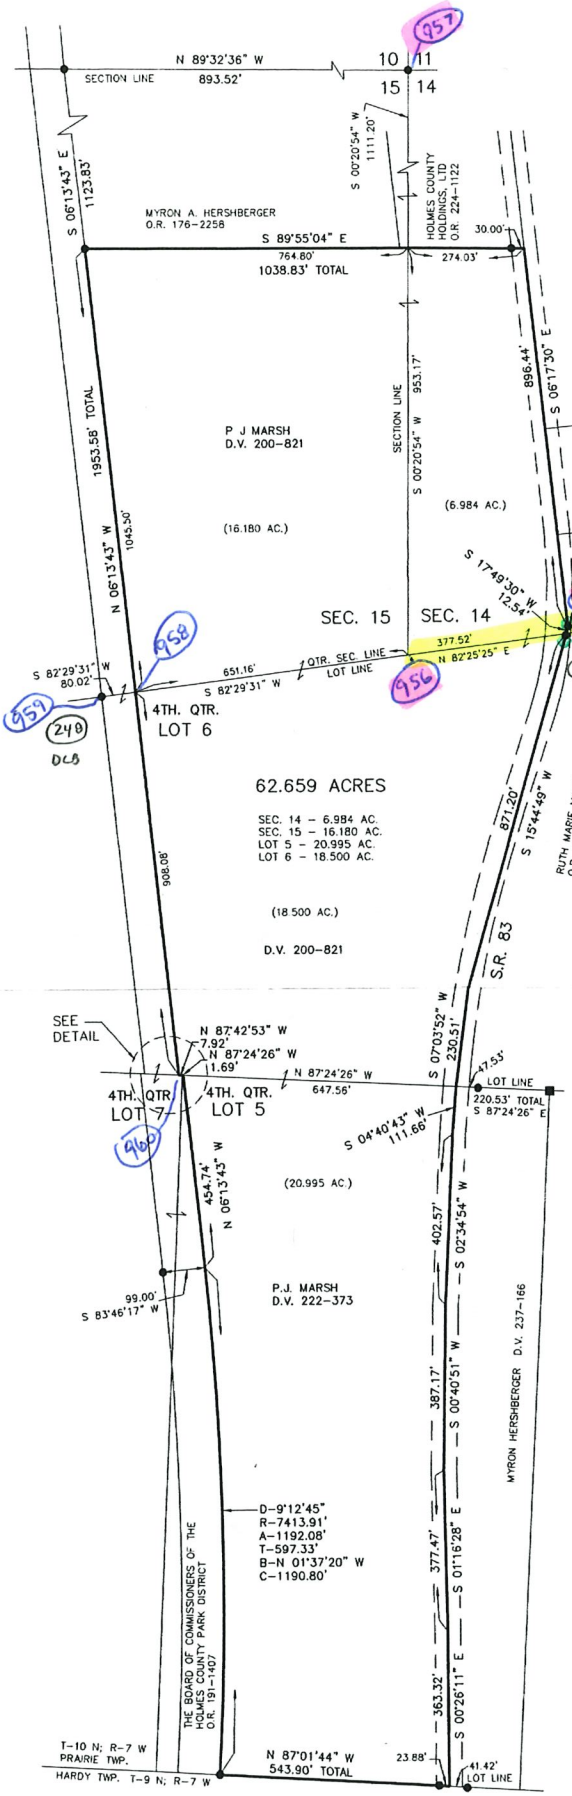 957
N 89°32'36" W
10 11
SECTION LINE
893.52'
15 14
S 06°13'43" E
1123.83'
S 00°20'54" W
1111.20'
HOLMES COUNTY
HOLDINGS, LTD
O.R. 224-1122
MYRON A. HERSHBERGER
O.R. 176-2258
S 89°55'04" E
30.00'
764.80'
274.03'
1038.83' TOTAL
1953.58' TOTAL
N 06°13'43" W
1045.50'
P J MARSH
D.V. 200-821
SECTION LINE
S 00°20'54" W 953.17'
896.44'
S 06°17'30" E
(16.180 AC.)
(6.984 AC.)
S 17°49'30" W
12.54'
SEC. 15
SEC. 14
958
377.52'
N 82°25'25" E
QTR. SEC. LINE
LOT LINE
651.16'
S 82°29'31" W
S 82°29'31" W
80.02'
956
959
248
DLB
4TH. QTR.
LOT 6
62.659 ACRES
SEC. 14 - 6.984 AC.
SEC. 15 - 16.180 AC.
LOT 5 - 20.995 AC.
LOT 6 - 18.500 AC.
871.20'
S 15°44'49" W
RUTH MARIE
908.08'
(18.500 AC.)
D.V. 200-821
S.R. 83
SEE
DETAIL
N 87°42'53" W
7.92'
N 87°24'26" W
1.69'
N 87°24'26" W
647.56'
S 07°03'52" W
230.51'
47.53'
LOT LINE
220.53' TOTAL
S 87°24'26" E
4TH. QTR.
LOT 7
4TH. QTR.
LOT 5
960
S 04°40'43" W
111.66'
454.74'
N 06°13'43" W
(20.995 AC.)
402.57'
S 02°34'54" W
99.00'
S 83°46'17" W
P.J. MARSH
D.V. 222-373
387.17'
S 00°40'51" W
MYRON HERSHBERGER D.V. 237-166
D-9°12'45"
R-7413.91'
A-1192.08'
T-597.33'
B-N 01°37'20" W
C-1190.80'
377.47'
S 01°16'28" E
THE BOARD OF COMMISSIONERS OF THE
HOLMES COUNTY PARK DISTRICT
O.R. 191-1407
363.32'
S 00°26'11" E
T-10 N; R-7 W
PRAIRIE TWP.
HARDY TWP. T-9 N; R-7 W
N 87°01'44" W
543.90' TOTAL
23.88'
41.42'
LOT LINE